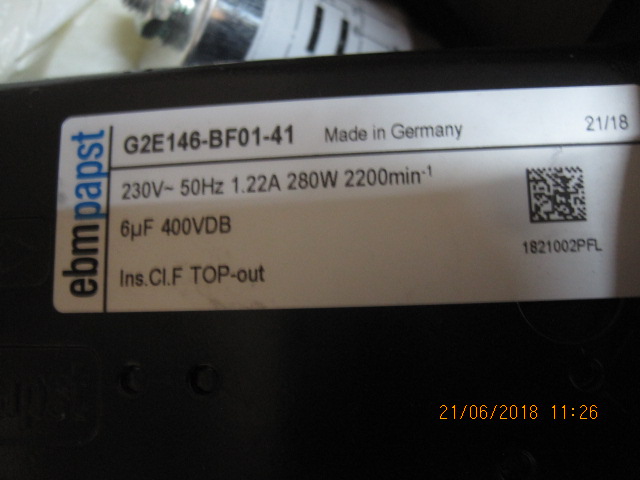 ebmpapst
G2E146-BF01-41 Made in Germany 21/18
230V~ 50Hz 1.22A 280W 2200min⁻¹
6µF 400VDB
1821002PFL
Ins.Cl.F TOP-out
21/06/2018 11:26